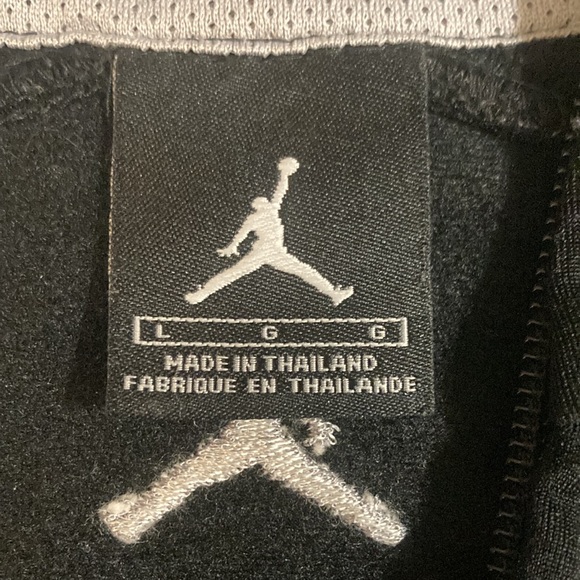 L G G
MADE IN THAILAND
FABRIQUE EN THAILANDE